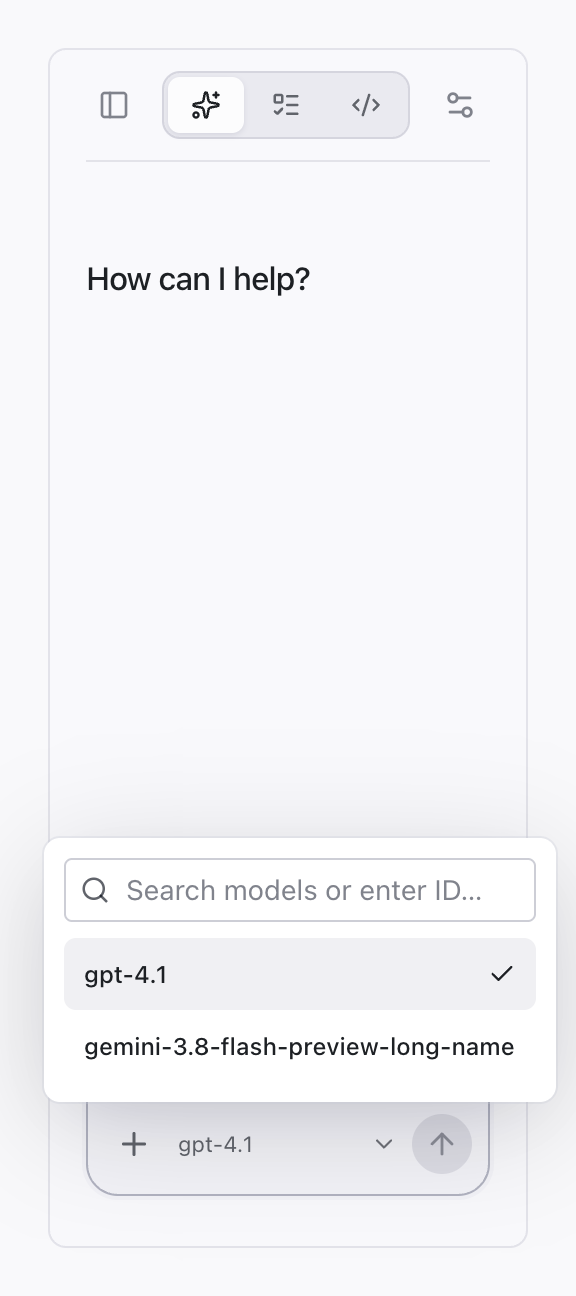 How can I help?
Search models or enter ID...
gpt-4.1
gemini-3.8-flash-preview-long-name
gpt-4.1